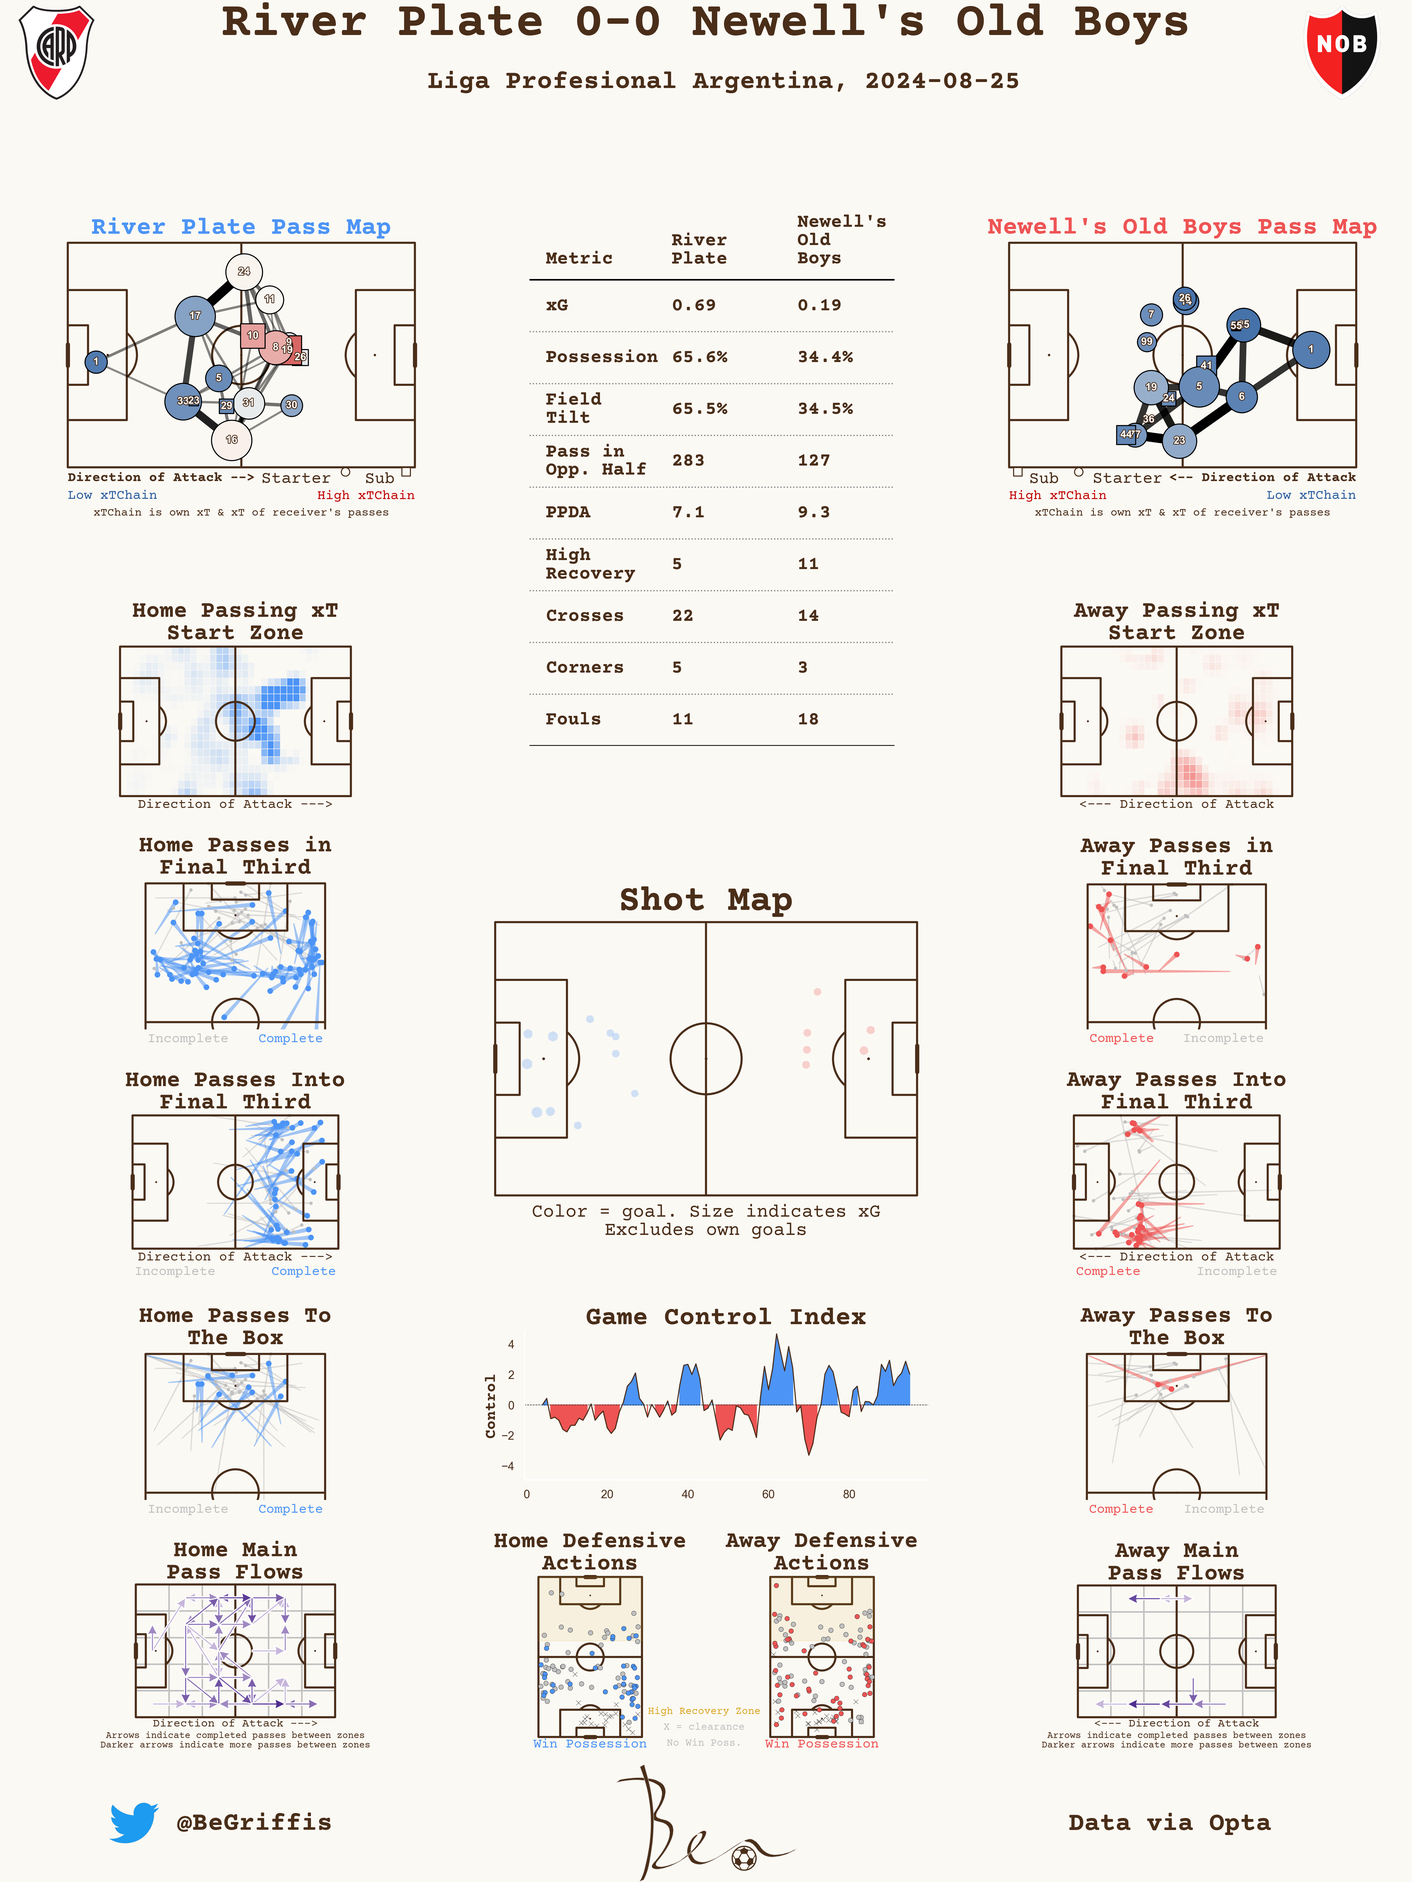 River Plate 0-0 Newell's Old Boys
Liga Profesional Argentina, 2024-08-25
CARP
NOB
River Plate Pass Map
24
11
17
10
9
8
19
26
1
5
33
23
29
31
30
16
Direction of Attack --> Starter Sub
Low xTChain High xTChain
xTChain is own xT & xT of receiver's passes
Metric River Plate Newell's Old Boys
xG 0.69 0.19
Possession 65.6% 34.4%
Field Tilt 65.5% 34.5%
Pass in Opp. Half 283 127
PPDA 7.1 9.3
High Recovery 5 11
Crosses 22 14
Corners 5 3
Fouls 11 18
Newell's Old Boys Pass Map
26
7
99
55
1
41
19
5
24
6
36
44
23
Sub Starter <-- Direction of Attack
High xTChain Low xTChain
xTChain is own xT & xT of receiver's passes
Home Passing xT
Start Zone
Direction of Attack --->
Away Passing xT
Start Zone
<--- Direction of Attack
Home Passes in
Final Third
Incomplete Complete
Away Passes in
Final Third
Complete Incomplete
Shot Map
Color = goal. Size indicates xG
Excludes own goals
Home Passes Into
Final Third
Direction of Attack --->
Incomplete Complete
Away Passes Into
Final Third
<--- Direction of Attack
Complete Incomplete
Home Passes To
The Box
Incomplete Complete
Game Control Index
Control
4
2
0
−2
−4
0 20 40 60 80
Away Passes To
The Box
Complete Incomplete
Home Main
Pass Flows
Direction of Attack --->
Arrows indicate completed passes between zones
Darker arrows indicate more passes between zones
Home Defensive
Actions
Win Possession
Away Defensive
Actions
Win Possession
High Recovery Zone
X = clearance
No Win Poss.
Away Main
Pass Flows
<--- Direction of Attack
Arrows indicate completed passes between zones
Darker arrows indicate more passes between zones
@BeGriffis
Ben
Data via Opta